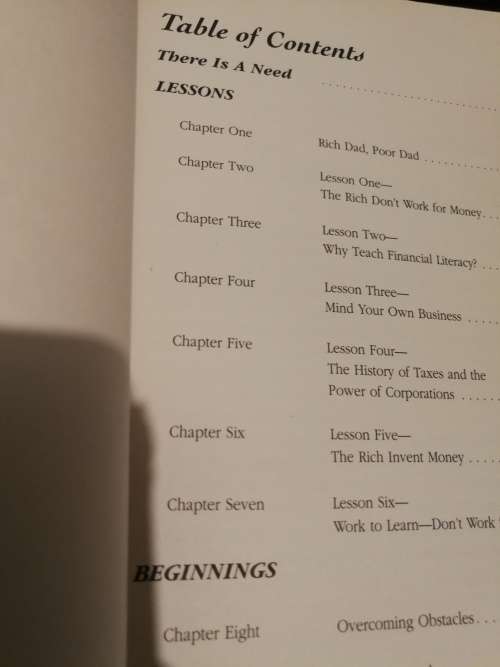 Table of Contents
There Is A Need ....................
LESSONS
Chapter One Rich Dad, Poor Dad ............
Chapter Two Lesson One—
The Rich Don't Work for Money...
Chapter Three Lesson Two—
Why Teach Financial Literacy? ...
Chapter Four Lesson Three—
Mind Your Own Business .....
Chapter Five Lesson Four—
The History of Taxes and the
Power of Corporations ......
Chapter Six Lesson Five—
The Rich Invent Money .....
Chapter Seven Lesson Six—
Work to Learn—Don't Work
BEGINNINGS
Chapter Eight Overcoming Obstacles...